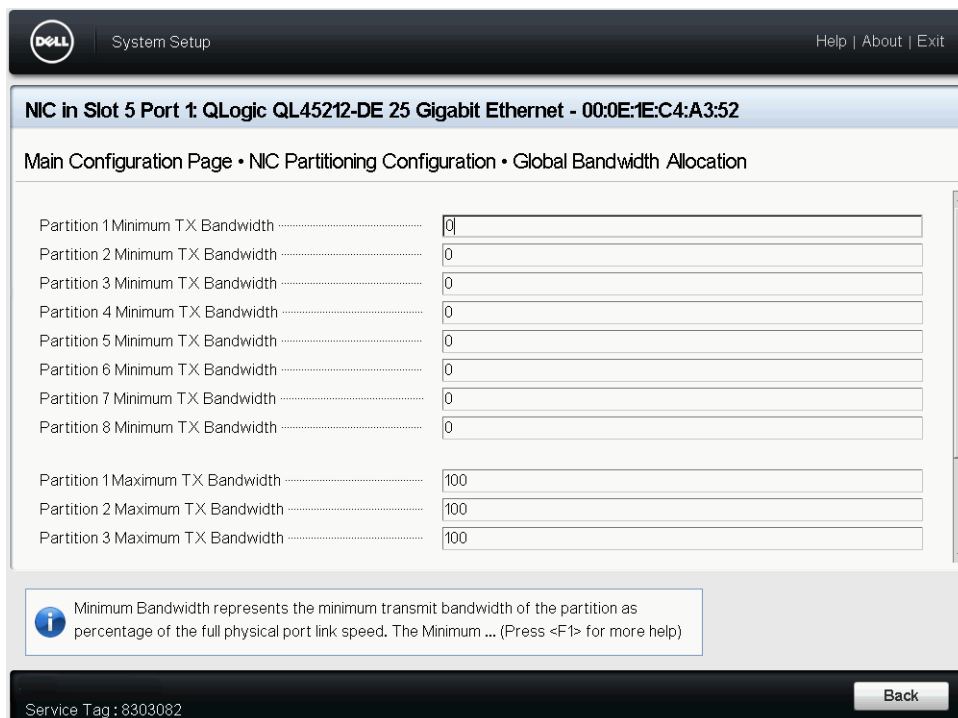 DELL
System Setup
Help | About | Exit
NIC in Slot 5 Port 1: QLogic QL45212-DE 25 Gigabit Ethernet - 00:0E:1E:C4:A3:52
Main Configuration Page • NIC Partitioning Configuration • Global Bandwidth Allocation
Partition 1 Minimum TX Bandwidth 0
Partition 2 Minimum TX Bandwidth 0
Partition 3 Minimum TX Bandwidth 0
Partition 4 Minimum TX Bandwidth 0
Partition 5 Minimum TX Bandwidth 0
Partition 6 Minimum TX Bandwidth 0
Partition 7 Minimum TX Bandwidth 0
Partition 8 Minimum TX Bandwidth 0
Partition 1 Maximum TX Bandwidth 100
Partition 2 Maximum TX Bandwidth 100
Partition 3 Maximum TX Bandwidth 100
Minimum Bandwidth represents the minimum transmit bandwidth of the partition as
percentage of the full physical port link speed. The Minimum ... (Press <F1> for more help)
Back
Service Tag : 8303082